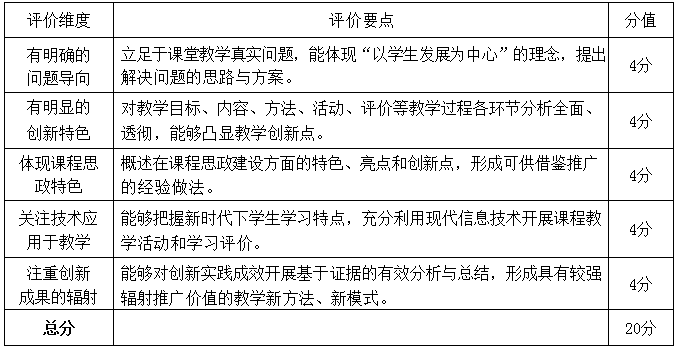 评价维度 评价要点 分值
有明确的
问题导向
立足于课堂教学真实问题，能体现“以学生发展为中心”的理念，提出
解决问题的思路与方案。
4分
有明显的
创新特色
对教学目标、内容、方法、活动、评价等教学过程各环节分析全面、
透彻，能够凸显教学创新点。
4分
体现课程思
政特色
概述在课程思政建设方面的特色、亮点和创新点，形成可供借鉴推广
的经验做法。
4分
关注技术应
用于教学
能够把握新时代下学生学习特点，充分利用现代信息技术开展课程教
学活动和学习评价。
4分
注重创新
成果的辐射
能够对创新实践成效开展基于证据的有效分析与总结，形成具有较强
辐射推广价值的教学新方法、新模式。
4分
总分 20分